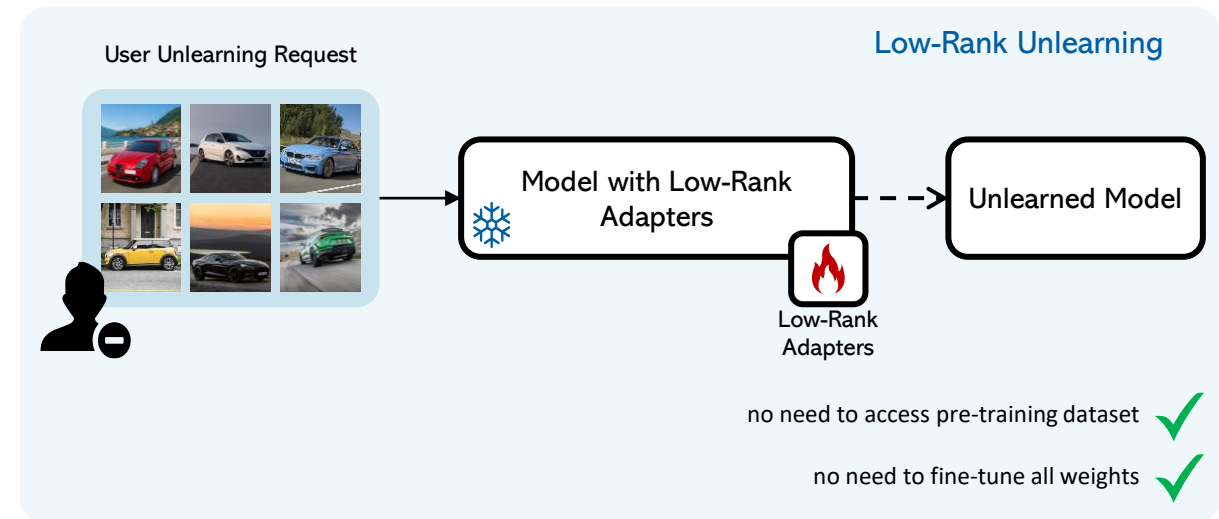 User Unlearning Request
Low-Rank Unlearning
Model with Low-Rank
Adapters
Unlearned Model
Low-Rank
Adapters
no need to access pre-training dataset
no need to fine-tune all weights